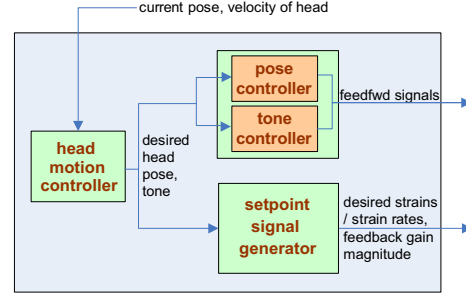 current pose, velocity of head
pose
controller
tone
controller
feedfwd signals
head
motion
controller
desired
head
pose,
tone
setpoint
signal
generator
desired strains
/ strain rates,
feedback gain
magnitude